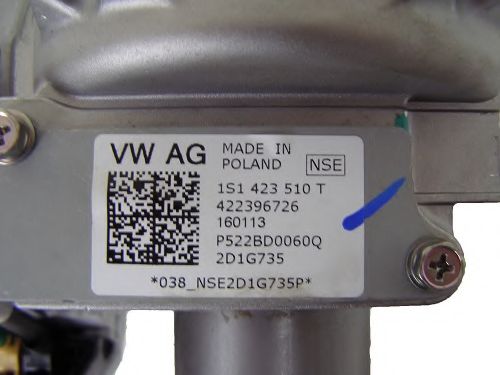 VW AG MADE IN
POLAND NSE
1S1 423 510 T
422396726
160113
P522BD0060Q
2D1G735
*038_NSE2D1G735P*